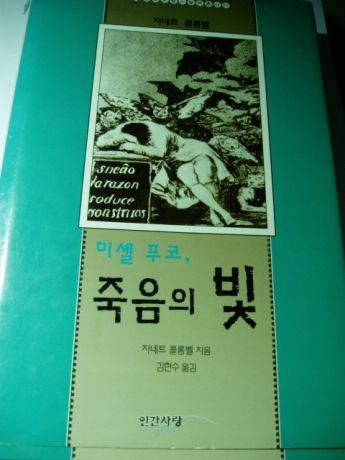 자네트 콜롱벨
sueño
la razon
roduce
monstruos
미셸 푸코,
죽음의 빛
자네트 콜롱벨 지음
김현수 옮김
인간사랑